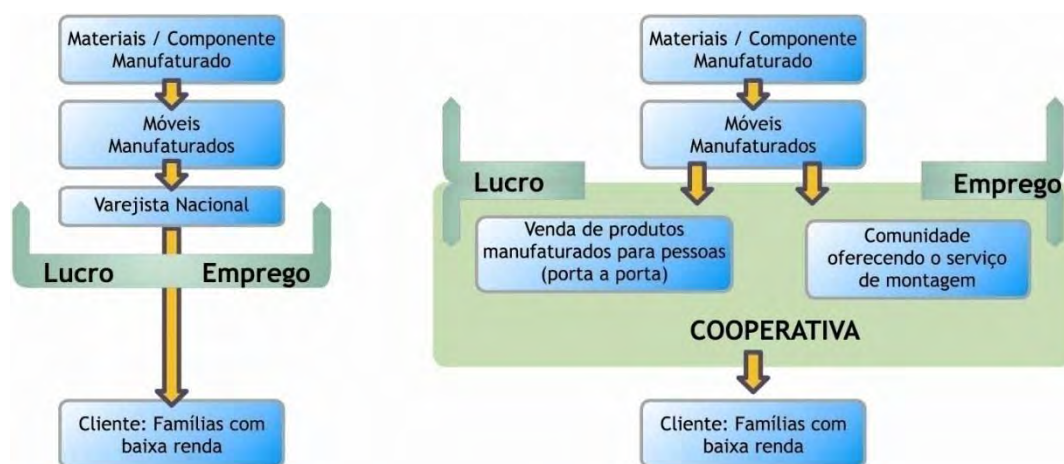 Materiais / Componente
Manufaturado
Móveis
Manufaturados
Varejista Nacional
Lucro
Emprego
Cliente: Famílias com
baixa renda
Materiais / Componente
Manufaturado
Móveis
Manufaturados
Lucro
Emprego
Venda de produtos
manufaturados para pessoas
(porta a porta)
Comunidade
oferecendo o serviço
de montagem
COOPERATIVA
Cliente: Famílias com
baixa renda